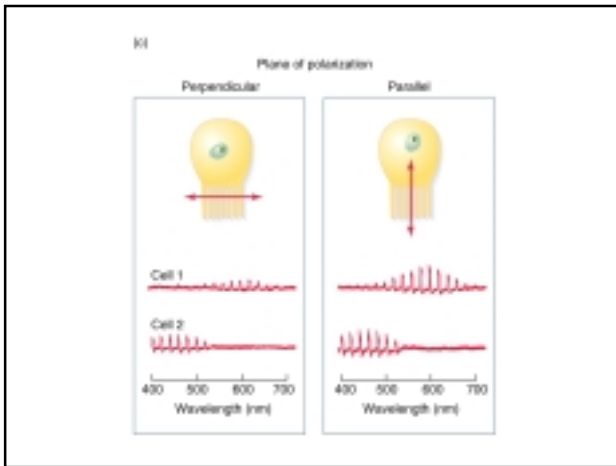 (c)
Plane of polarization
Perpendicular
Parallel
Cell 1
Cell 2
400 500 600 700
Wavelength (nm)
400 500 600 700
Wavelength (nm)